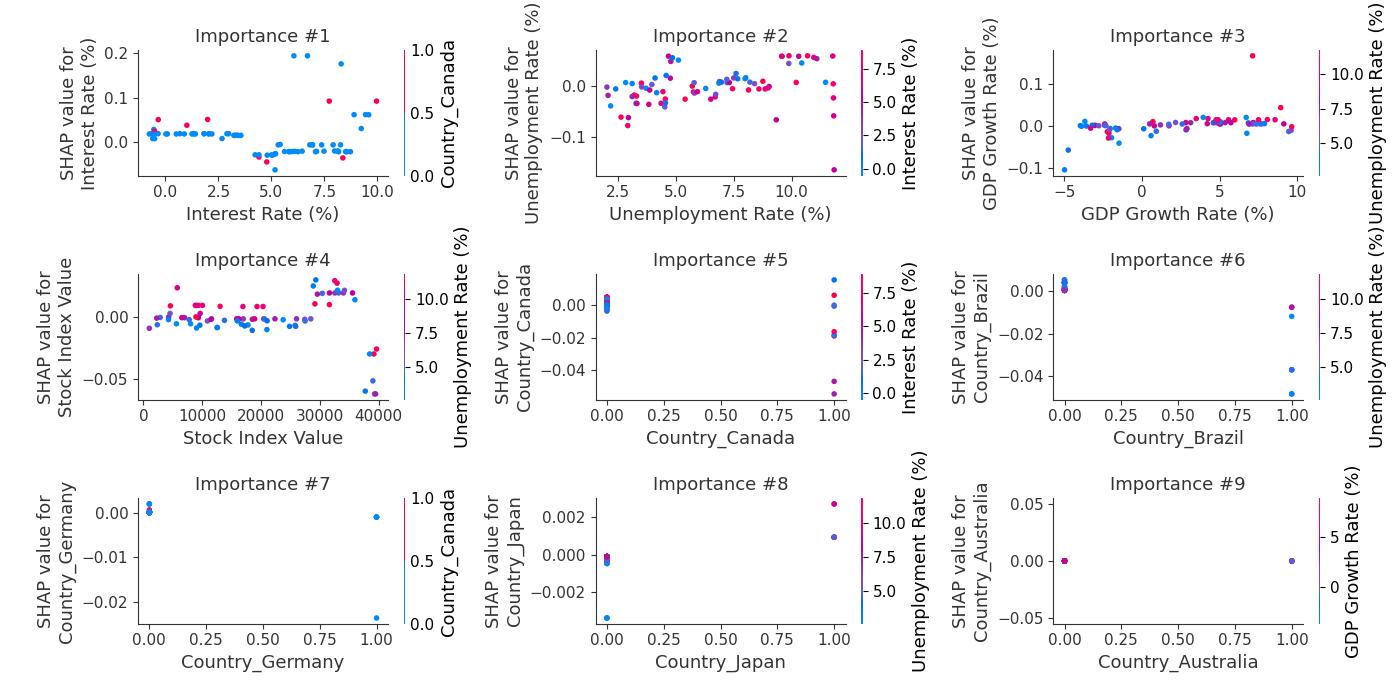 Importance #1
SHAP value for
Interest Rate (%)
0.2
0.1
0.0
0.0
2.5
5.0
7.5
10.0
Interest Rate (%)
1.0
0.5
0.0
Country_Canada
Importance #2
SHAP value for
Unemployment Rate (%)
0.0
−0.1
2.5
5.0
7.5
10.0
Unemployment Rate (%)
7.5
5.0
2.5
0.0
Interest Rate (%)
Importance #3
SHAP value for
GDP Growth Rate (%)
0.1
0.0
−0.1
−5
0
5
10
GDP Growth Rate (%)
10.0
7.5
5.0
Unemployment Rate (%)
Importance #4
SHAP value for
Stock Index Value
0.00
−0.05
0
10000
20000
30000
40000
Stock Index Value
10.0
7.5
5.0
Unemployment Rate (%)
Importance #5
SHAP value for
Country_Canada
0.00
−0.02
−0.04
0.00
0.25
0.50
0.75
1.00
Country_Canada
7.5
5.0
2.5
0.0
Interest Rate (%)
Importance #6
SHAP value for
Country_Brazil
0.00
−0.02
−0.04
0.00
0.25
0.50
0.75
1.00
Country_Brazil
10.0
7.5
5.0
Unemployment Rate (%)
Importance #7
SHAP value for
Country_Germany
0.00
−0.01
−0.02
0.00
0.25
0.50
0.75
1.00
Country_Germany
1.0
0.5
0.0
Country_Canada
Importance #8
SHAP value for
Country_Japan
0.002
0.000
−0.002
0.00
0.25
0.50
0.75
1.00
Country_Japan
10.0
7.5
5.0
Unemployment Rate (%)
Importance #9
SHAP value for
Country_Australia
0.05
0.00
−0.05
0.00
0.25
0.50
0.75
1.00
Country_Australia
5
0
GDP Growth Rate (%)